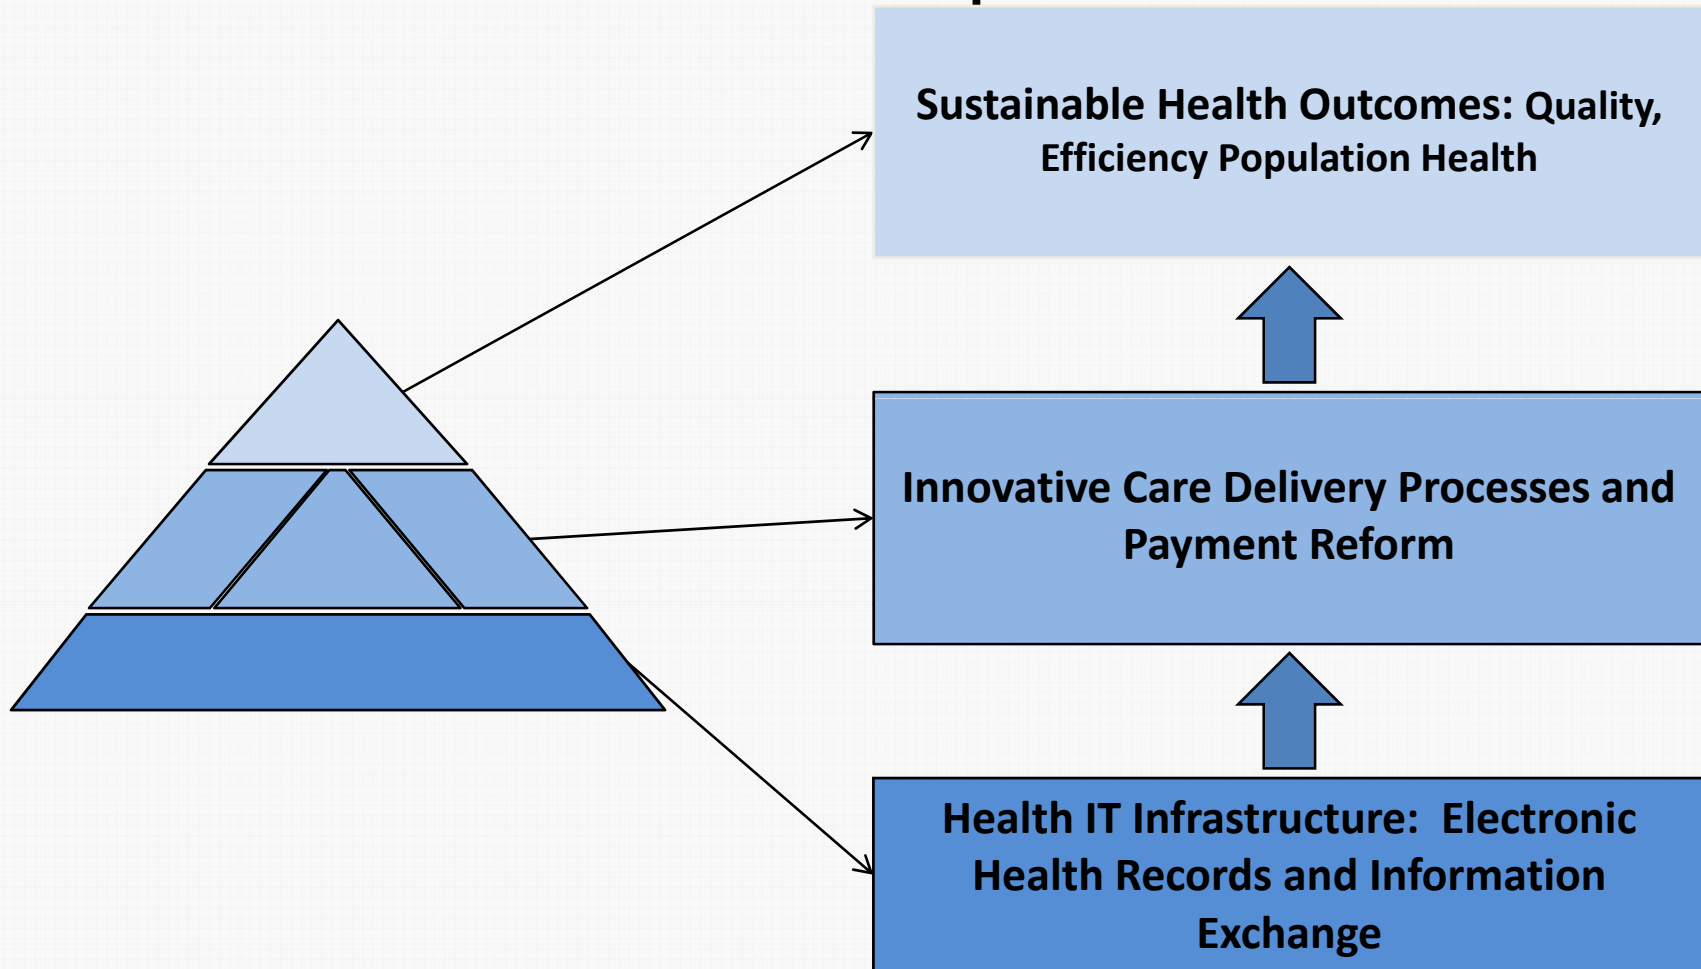 Sustainable Health Outcomes: Quality,
Efficiency Population Health
Innovative Care Delivery Processes and
Payment Reform
Health IT Infrastructure:  Electronic
Health Records and Information
Exchange